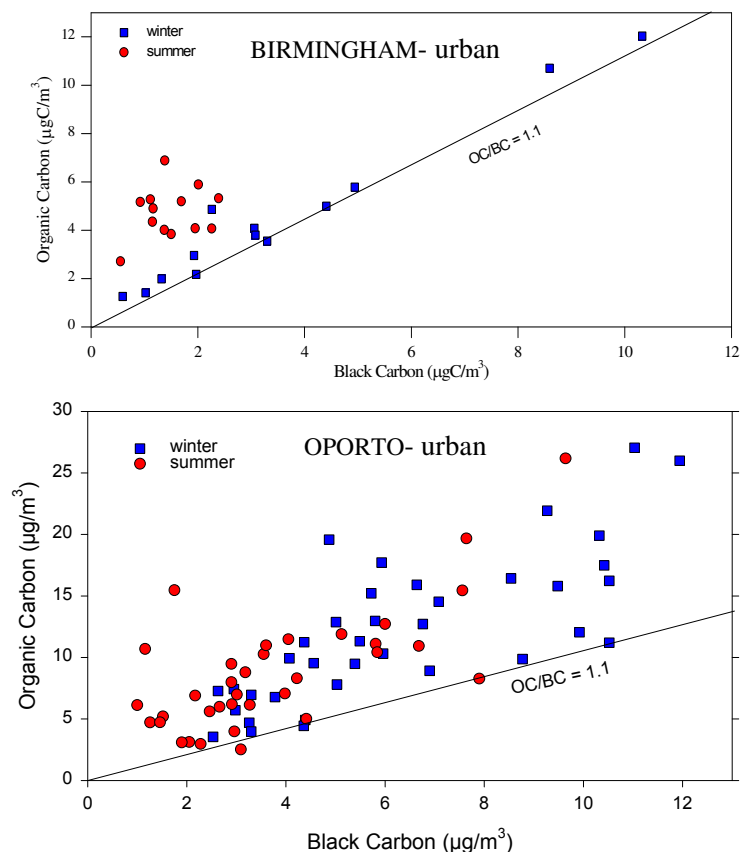 12
10
8
6
4
2
0
Organic Carbon (µgC/m³)
winter
summer
BIRMINGHAM- urban
OC/BC = 1.1
0
2
4
6
8
10
12
Black Carbon (µgC/m³)
30
25
20
15
10
5
0
Organic Carbon (µg/m³)
winter
summer
OPORTO- urban
OC/BC = 1.1
0
2
4
6
8
10
12
Black Carbon (µg/m³)